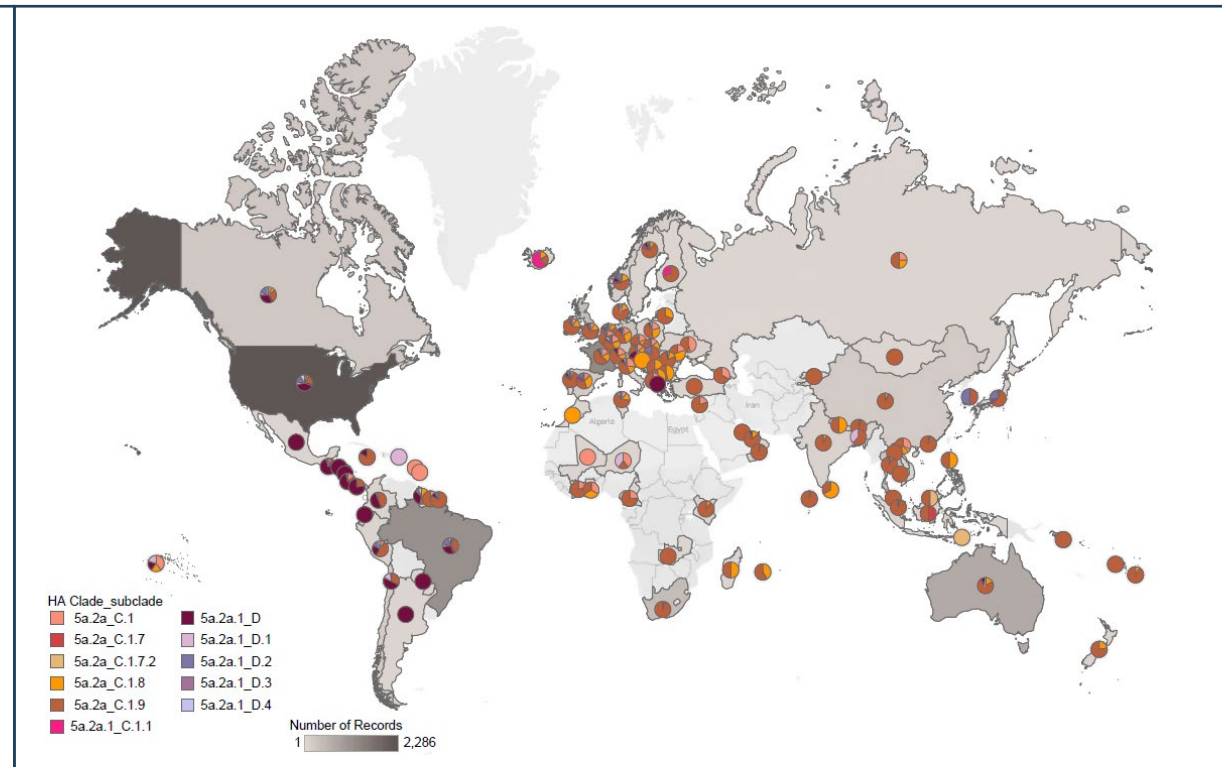 Algeria
Egypt
Iran
HA Clade_subclade
5a.2a_C.1
5a.2a_C.1.7
5a.2a_C.1.7.2
5a.2a_C.1.8
5a.2a_C.1.9
5a.2a.1_C.1.1
5a.2a.1_D
5a.2a.1_D.1
5a.2a.1_D.2
5a.2a.1_D.3
5a.2a.1_D.4
Number of Records
1 2,286